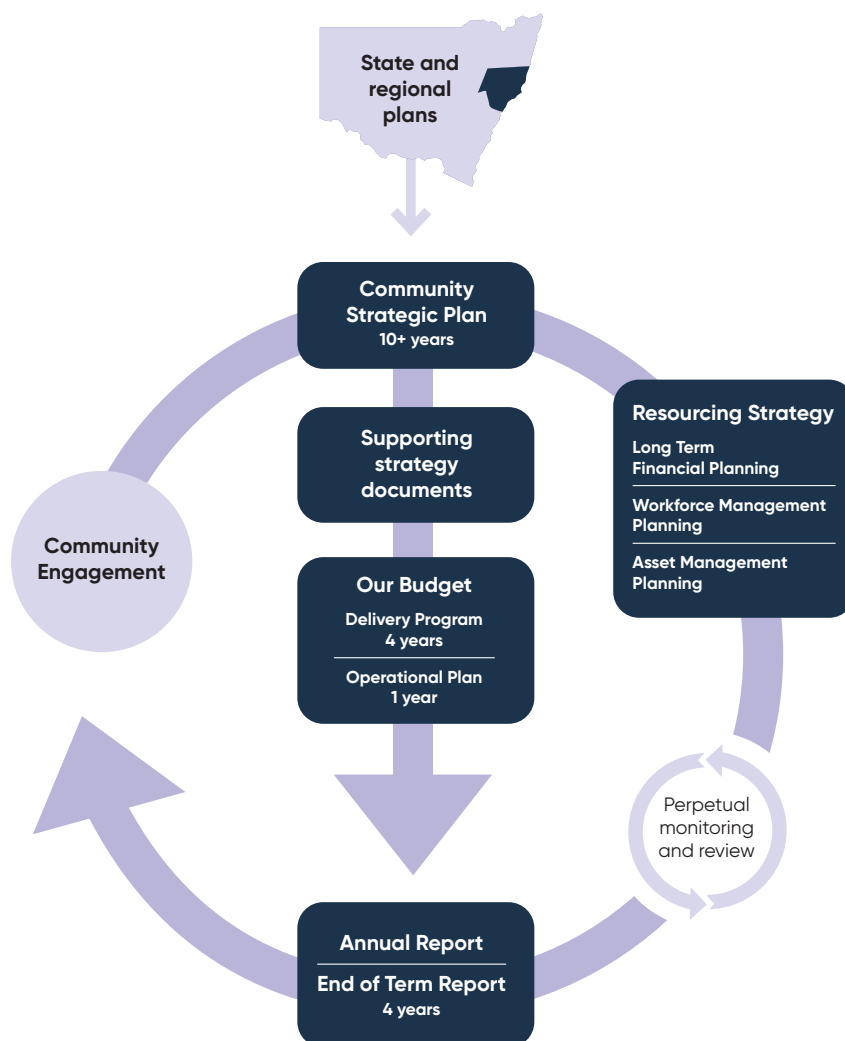 State and
regional
plans
Community
Strategic Plan
10+ years
Supporting
strategy
documents
Our Budget
Delivery Program
4 years
Operational Plan
1 year
Resourcing Strategy
Long Term
Financial Planning
Workforce Management
Planning
Asset Management
Planning
Community
Engagement
Perpetual
monitoring
and review
Annual Report
End of Term Report
4 years